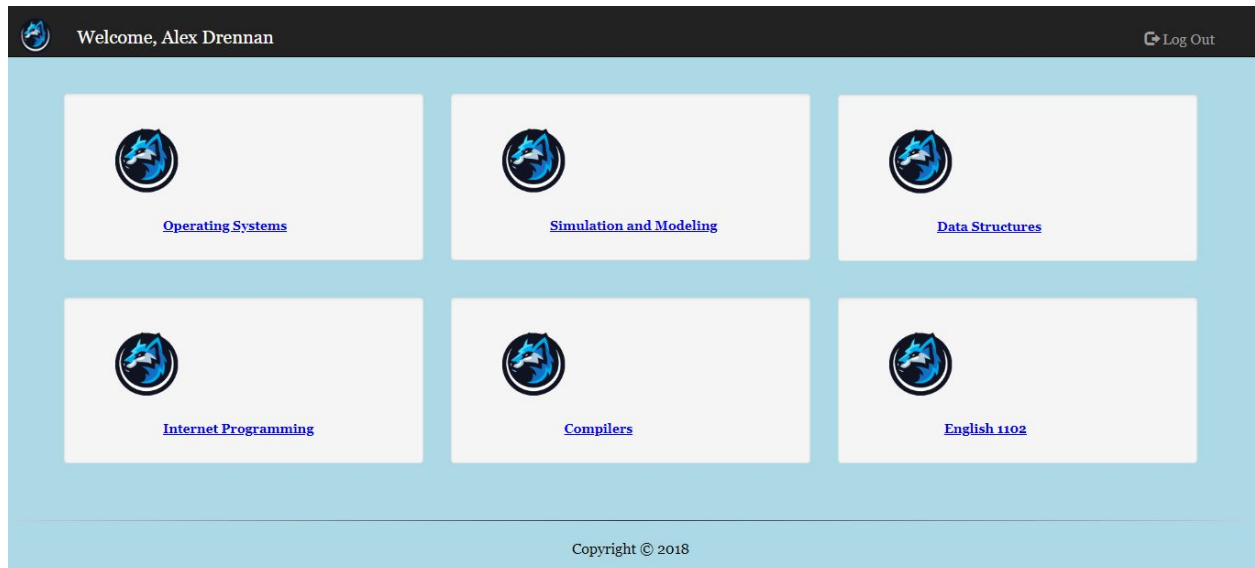 Welcome, Alex Drennan
Log Out
Operating Systems
Simulation and Modeling
Data Structures
Internet Programming
Compilers
English 1102
Copyright © 2018